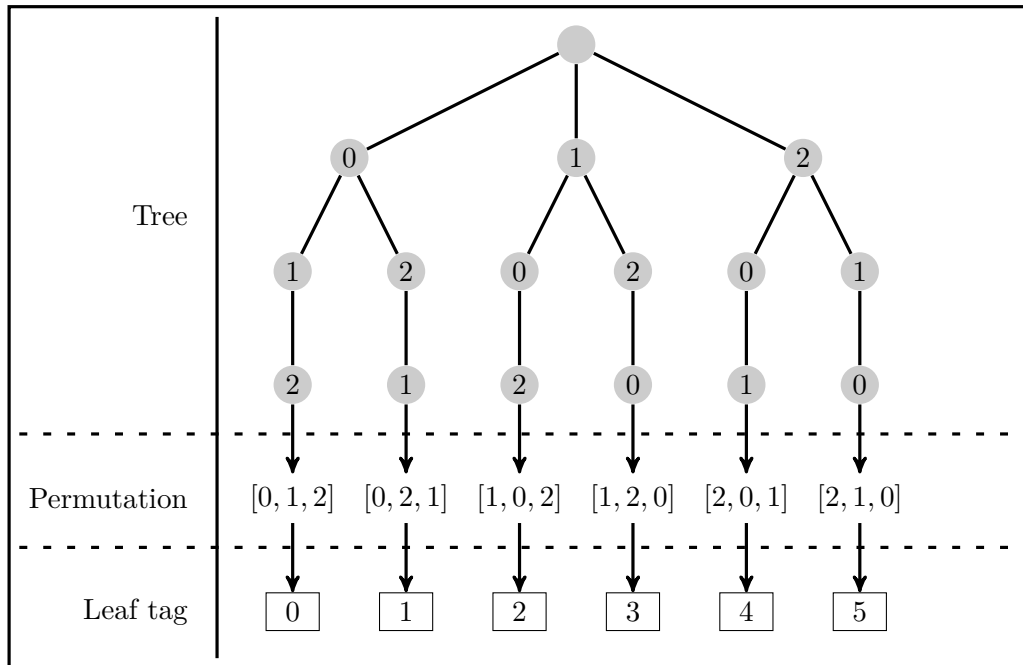 0 1 2
Tree
1 2 0 2 0 1
2 1 2 0 1 0
Permutation [0, 1, 2] [0, 2, 1] [1, 0, 2] [1, 2, 0] [2, 0, 1] [2, 1, 0]
Leaf tag 0 1 2 3 4 5